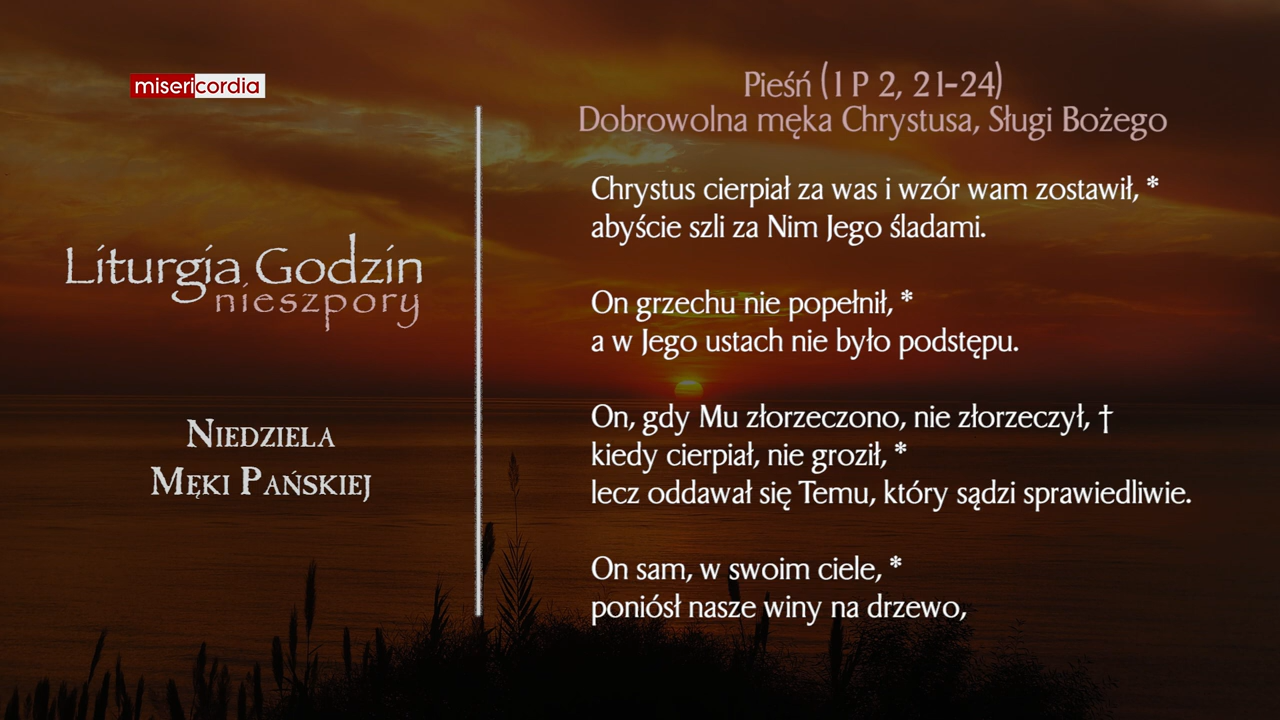 misericordia
Liturgia Godzin
nieszpory
Niedziela
Męki Pańskiej
Pieśń (1 P 2, 21-24)
Dobrowolna męka Chrystusa, Sługi Bożego
Chrystus cierpiał za was i wzór wam zostawił, *
abyście szli za Nim Jego śladami.
On grzechu nie popełnił, *
a w Jego ustach nie było podstępu.
On, gdy Mu złorzeczono, nie złorzeczył, †
kiedy cierpiał, nie groził, *
lecz oddawał się Temu, który sądzi sprawiedliwie.
On sam, w swoim ciele, *
poniósł nasze winy na drzewo,